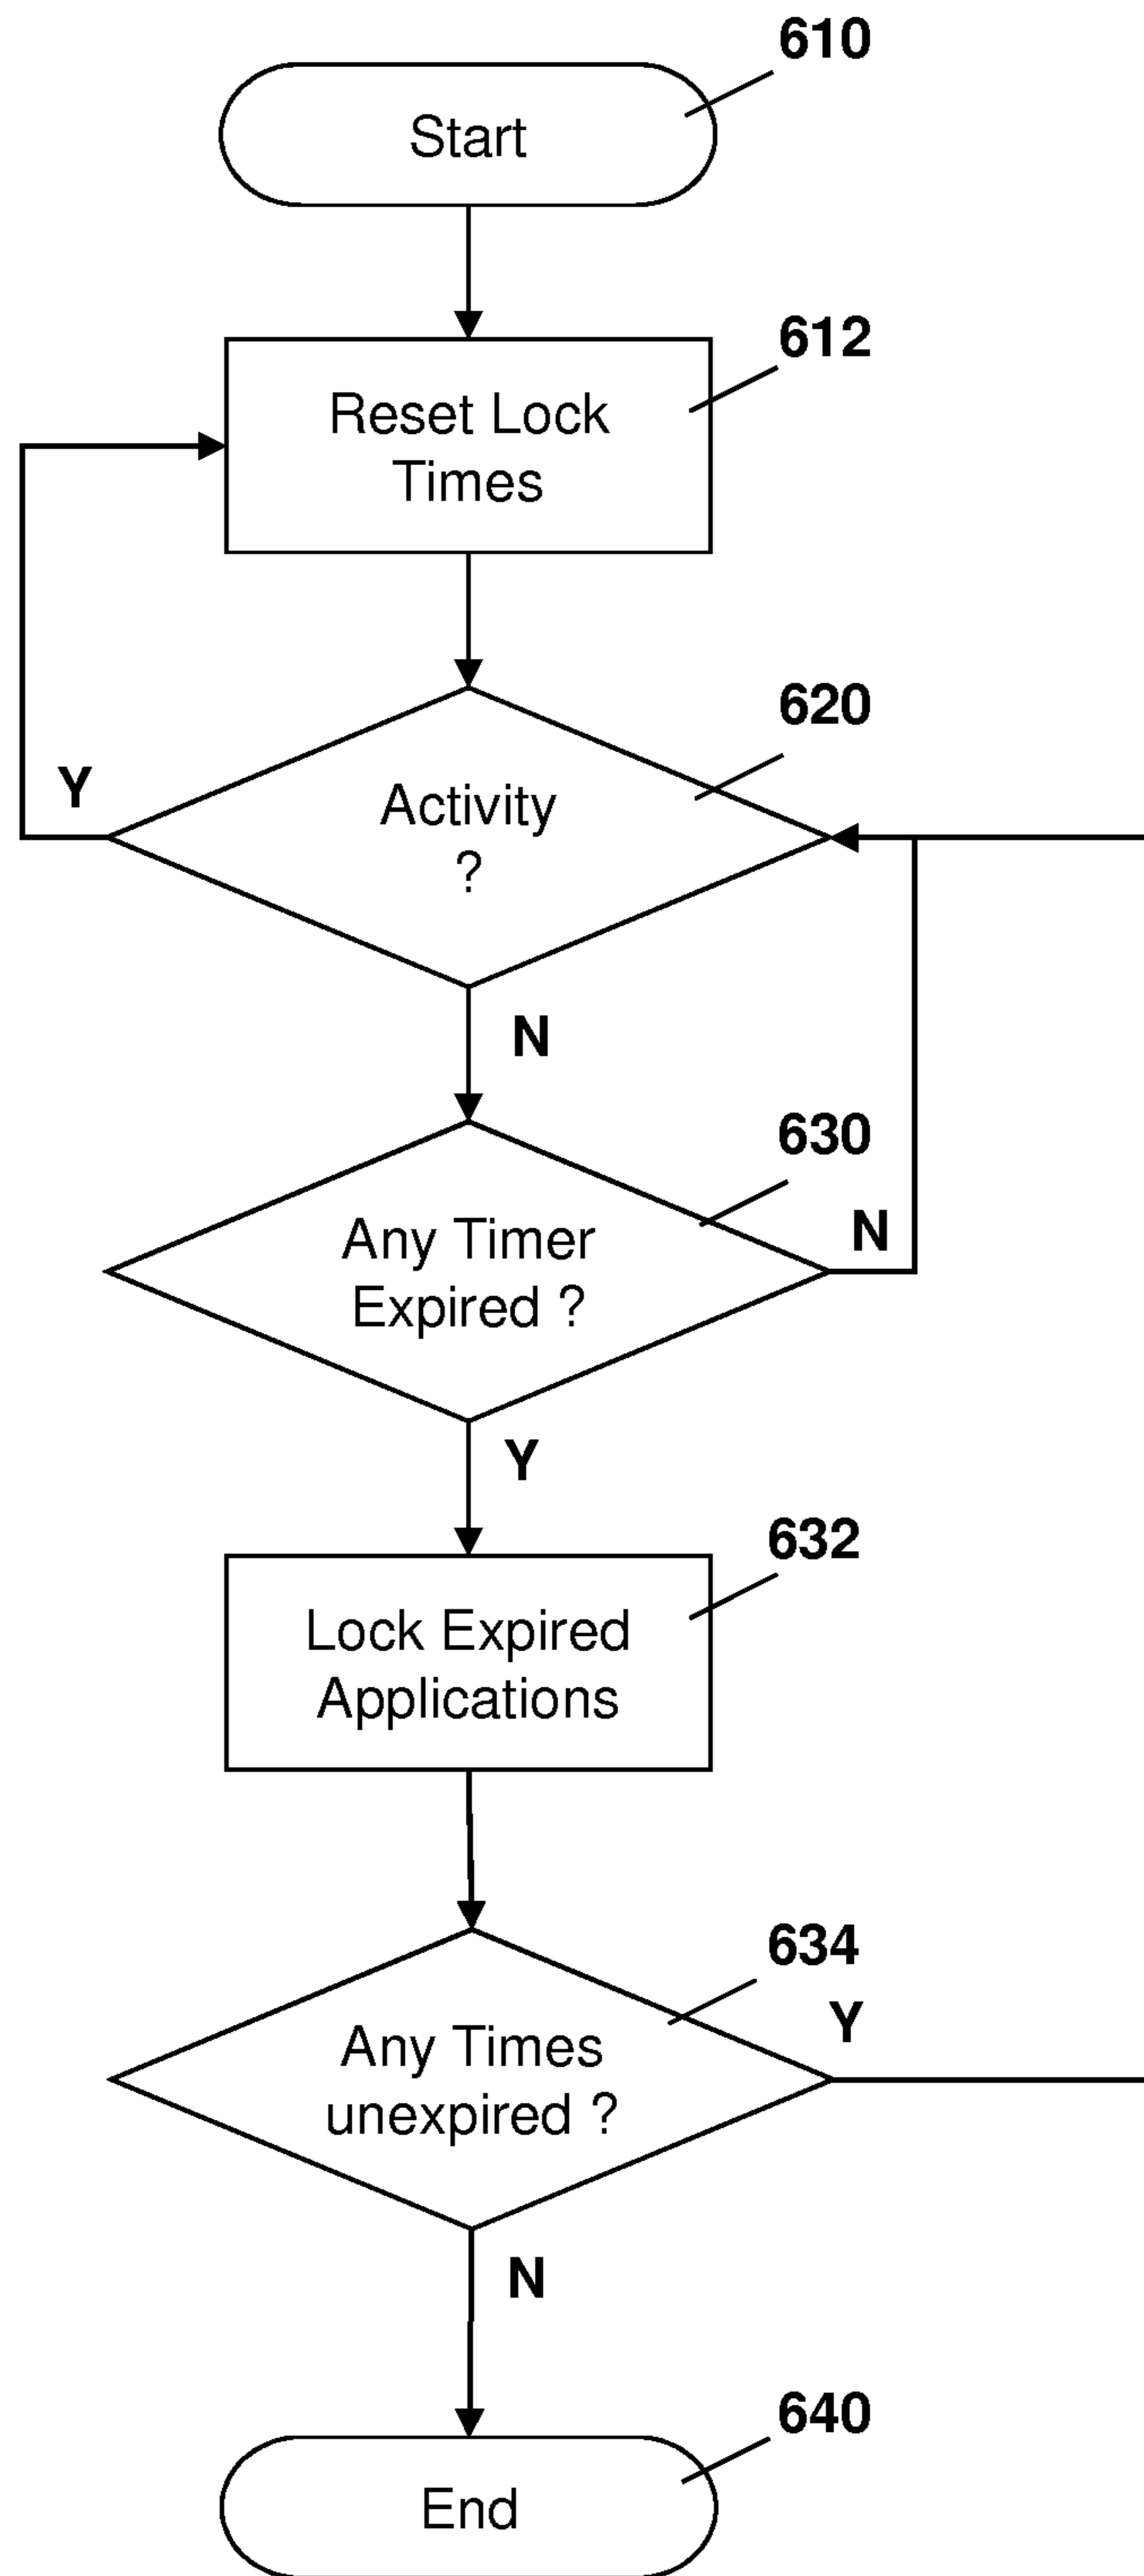 610
Start
612
Reset Lock
Times
620
Y
Activity
?
N
630
Any Timer
Expired ?
N
Y
632
Lock Expired
Applications
634
Y
Any Times
unexpired ?
N
640
End